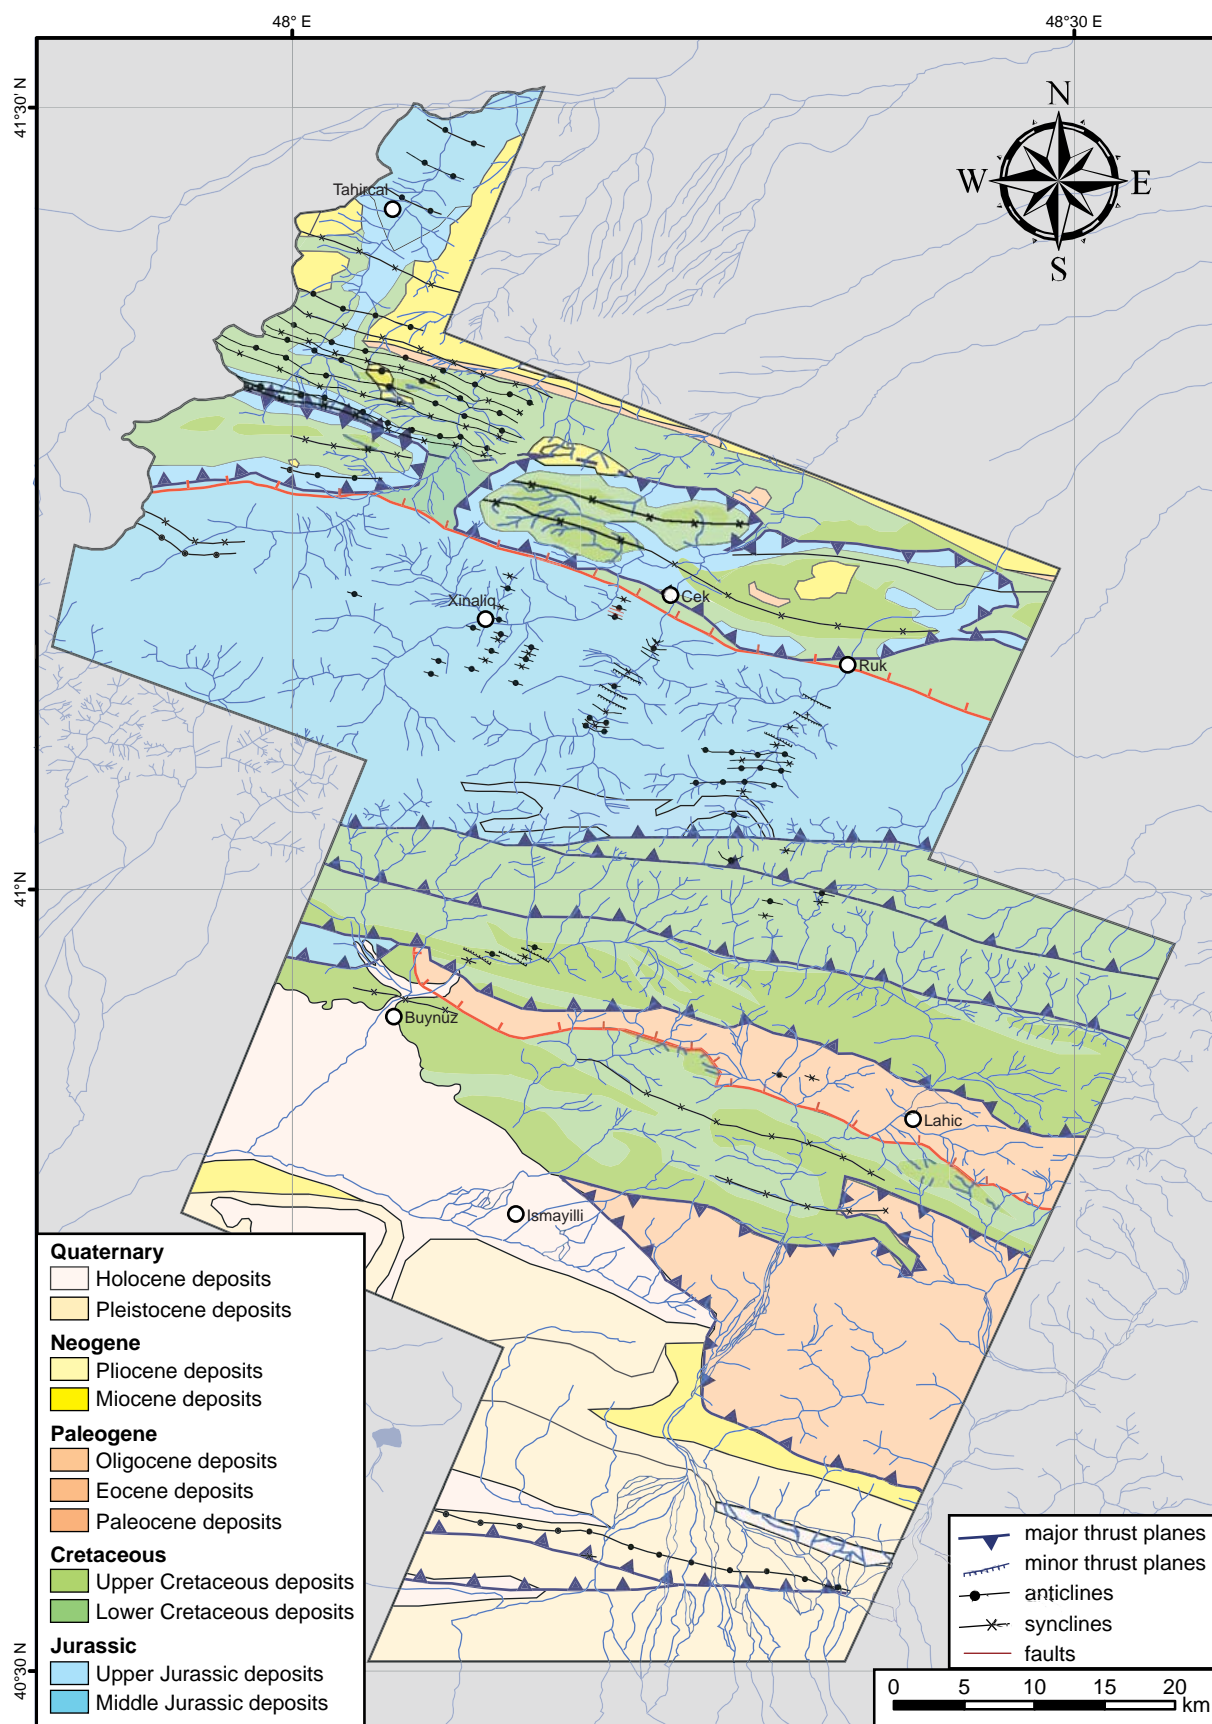 48° E
48°30 E
41°30' N
N
W
E
S
Tahircal
Xinaliq
Cek
Ruk
41°N
Buynuz
Lahic
Ismayilli
Quaternary
Holocene deposits
Pleistocene deposits
Neogene
Pliocene deposits
Miocene deposits
Paleogene
Oligocene deposits
Eocene deposits
Paleocene deposits
Cretaceous
Upper Cretaceous deposits
Lower Cretaceous deposits
Jurassic
Upper Jurassic deposits
Middle Jurassic deposits
major thrust planes
minor thrust planes
anticlines
synclines
faults
40°30 N
0 5 10 15 20
km